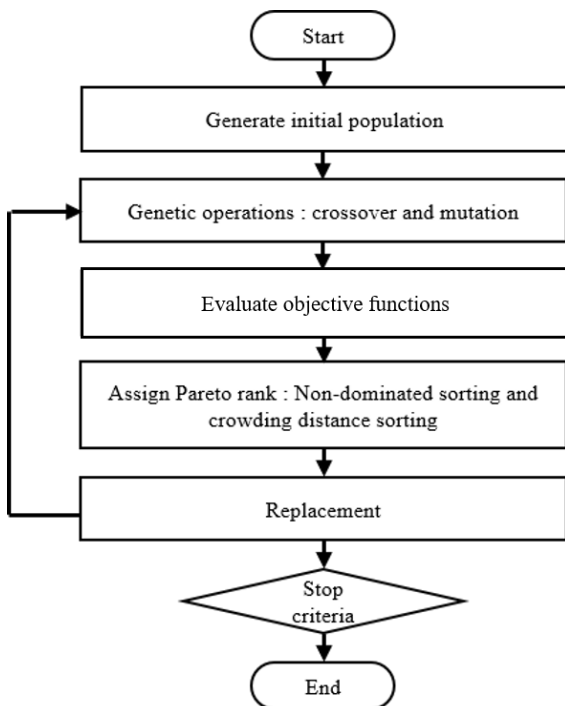 Start
Generate initial population
Genetic operations : crossover and mutation
Evaluate objective functions
Assign Pareto rank : Non-dominated sorting and
crowding distance sorting
Replacement
Stop
criteria
End